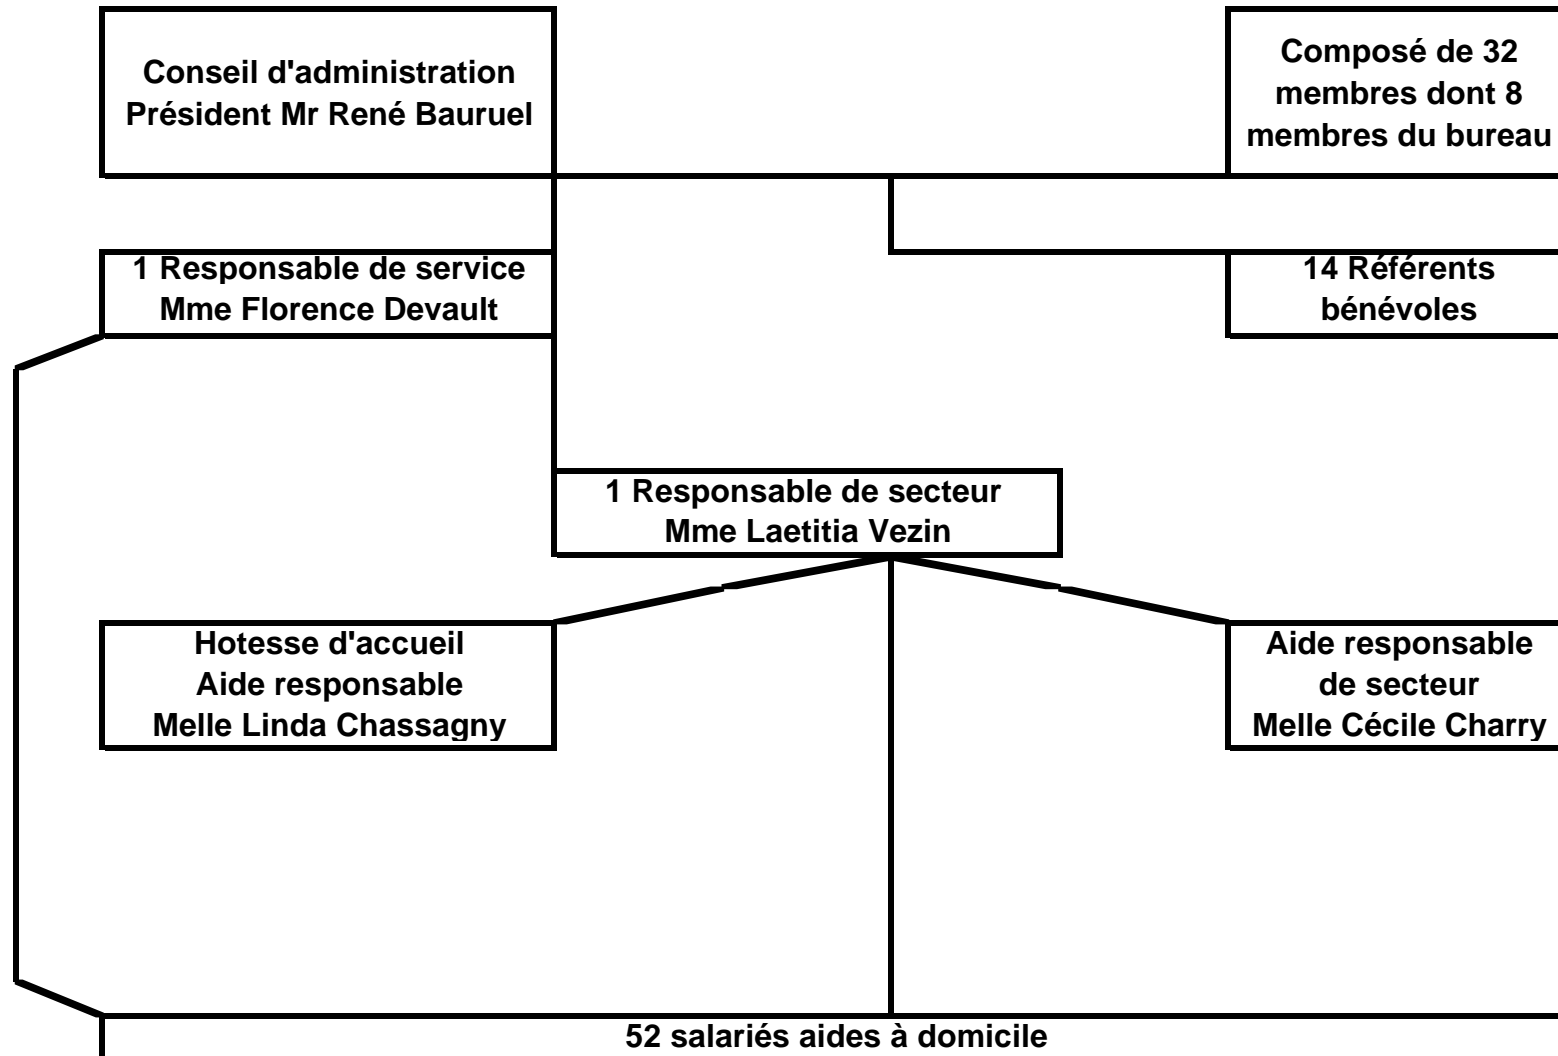 Conseil d'administration
Président Mr René Bauruel
Composé de 32
membres dont 8
membres du bureau
1 Responsable de service
Mme Florence Devault
14 Référents
bénévoles
1 Responsable de secteur
Mme Laetitia Vezin
Hotesse d'accueil
Aide responsable
Melle Linda Chassagny
Aide responsable
de secteur
Melle Cécile Charry
52 salariés aides à domicile